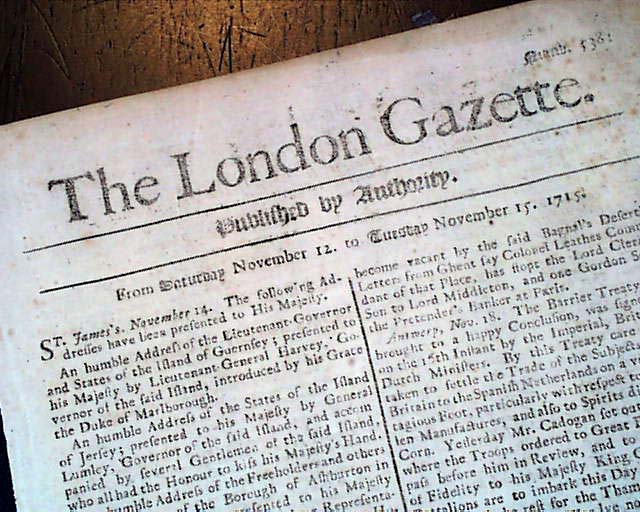 Numb. 5381
The London Gazette.
Published by Authority.
From Saturday November 12. to Tuesday November 15. 1715.
ST. James's. November 14. The following Ad-
dresses have been presented to His Majesty.
An humble Address of the Lieutenant-Governor
and States of the Island of Guernsey; presented to
his Majesty by Lieutenant-General Harvey, Go-
vernor of the said Island, introduced by his Grace
the Duke of Marlborough.
An humble Address of the States of the Island
of Jersey; presented to his Majesty by General
Lumley, Governor of the said Island, and accom
panied by several Gentlemen of the said Island,
who all had the Honour to kiss his Majesty's Hand.
humble Address of the Freeholders and others
of the Borough of Ashburton in
presented to his Majesty
Representa-
become vacant by the said Bagnal's
Letters from Ghent say Colonel Leathes
dant of that Place, has stopt the Lord
Son to Lord Middleton, and one Gordon
the Pretender's Banker at Paris.
Antwerp, Nov. 18. The Barrier Treaty
brought to a happy Conclusion, was
on the 15th Instant by the Imperial,
Dutch Ministers. By this Treaty care
taken to settle the Trade of the Subjects
Britain to the Spanish Netherlands on a
tagious Foot, particularly with respect
len Manufactures, and also to Spirits
Corn. Yesterday Mr. Cadogan set
where the Troops ordered to Great
pass before him in Review, and to
of Fidelity to his Majesty King
Battalions are to imbark this Day
rest for the